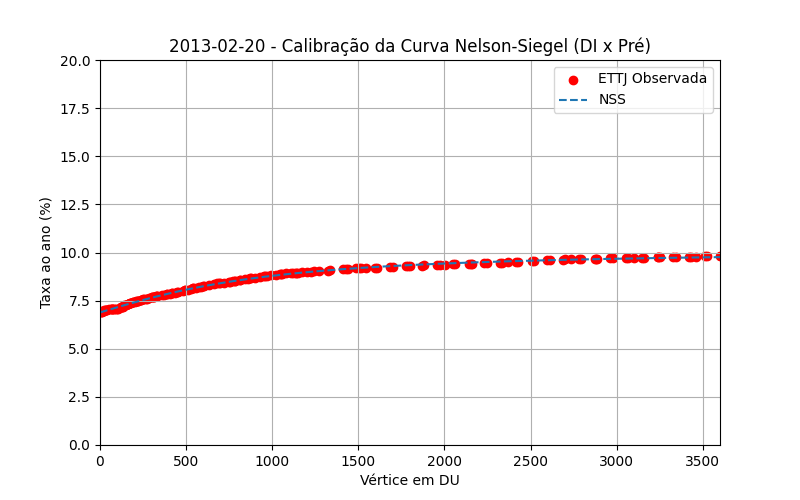 2013-02-20 - Calibração da Curva Nelson-Siegel (DI x Pré)
ETTJ Observada
NSS
Taxa ao ano (%)
20.0
17.5
15.0
12.5
10.0
7.5
5.0
2.5
0.0
0 500 1000 1500 2000 2500 3000 3500
Vértice em DU